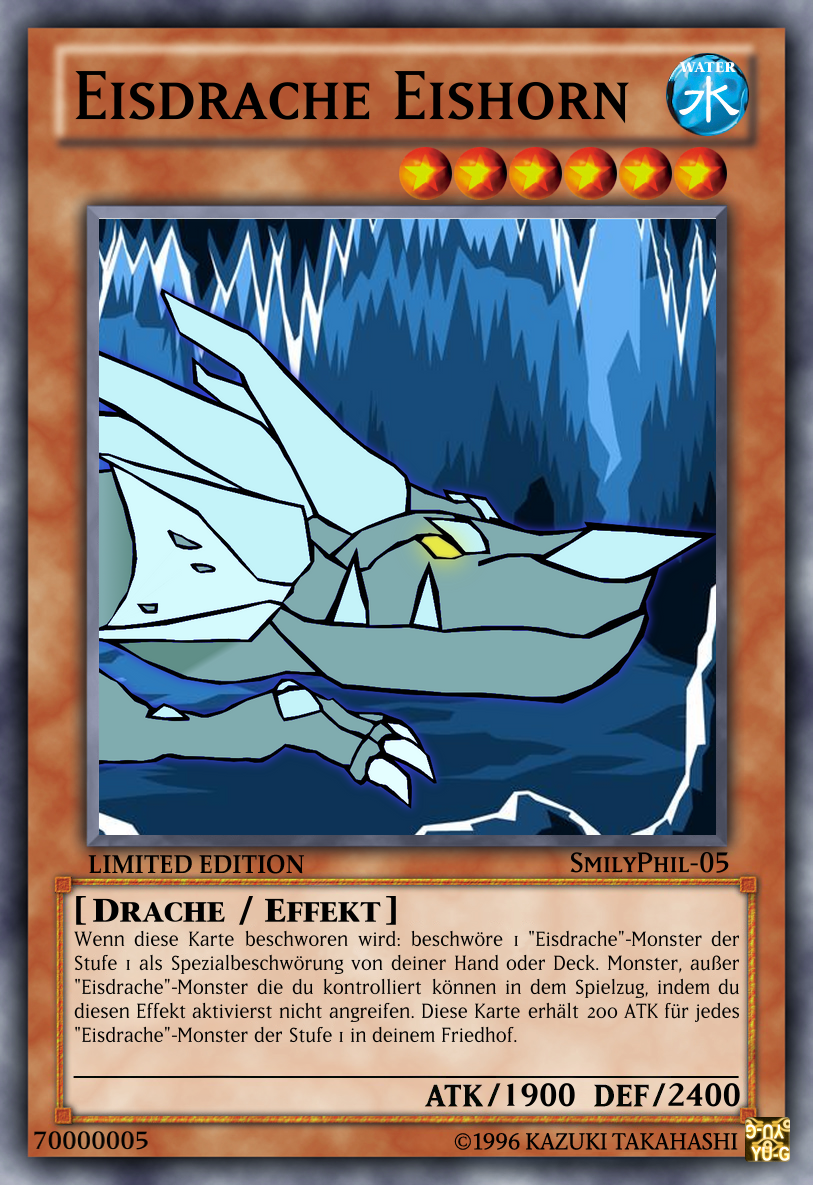 Eisdrache Eishorn
WATER
水
LIMITED EDITION
SmilyPhil-05
[ Drache / Effekt ]
Wenn diese Karte beschworen wird: beschwöre 1 "Eisdrache"-Monster der
Stufe 1 als Spezialbeschwörung von deiner Hand oder Deck. Monster, außer
"Eisdrache"-Monster die du kontrolliert können in dem Spielzug, indem du
diesen Effekt aktivierst nicht angreifen. Diese Karte erhält 200 ATK für jedes
"Eisdrache"-Monster der Stufe 1 in deinem Friedhof.
ATK/1900 DEF/2400
70000005
©1996 KAZUKI TAKAHASHI